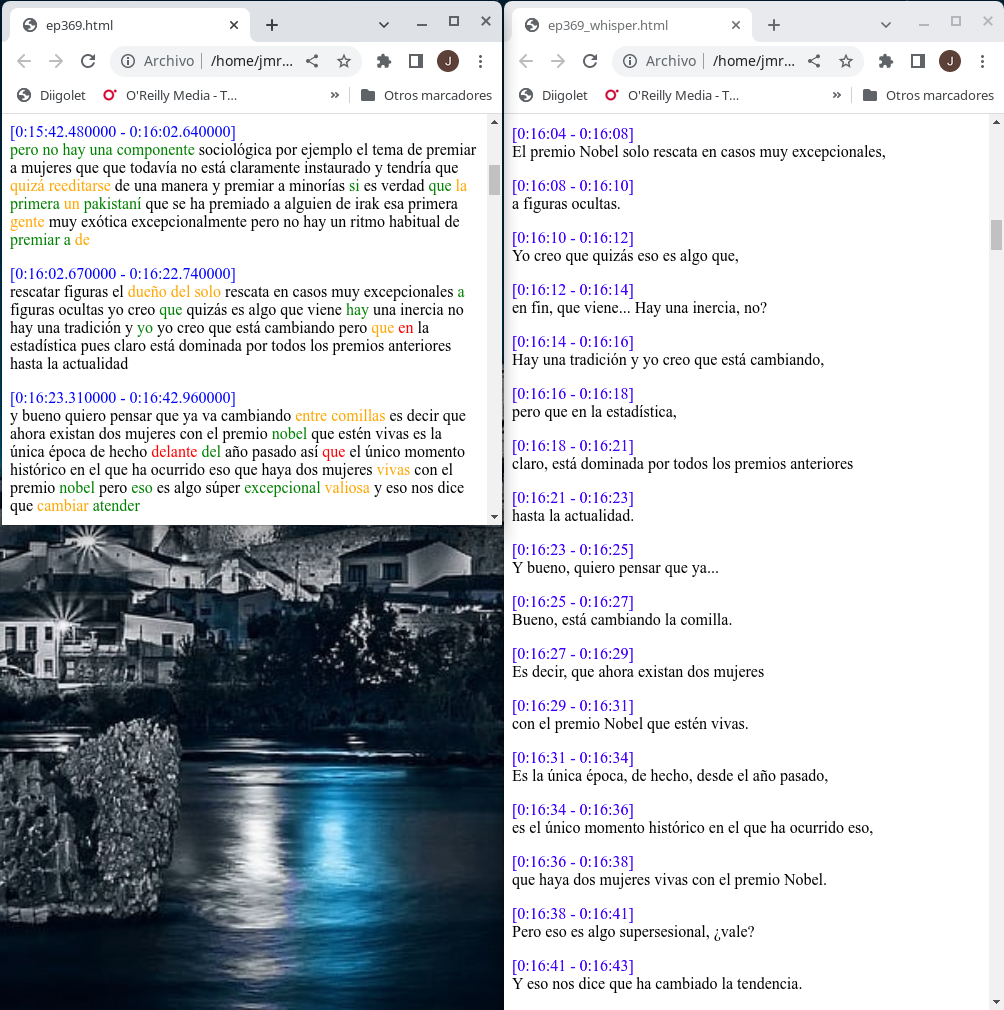 ep369.html
Archivo
/home/jmr...
J
Diigolet
O'Reilly Media - T...
»
Otros marcadores
[0:15:42.480000 - 0:16:02.640000]
pero no hay una componente sociológica por ejemplo el tema de premiar
a mujeres que que todavía no está claramente instaurado y tendría que
quizá reeditarse de una manera y premiar a minorías si es verdad que la
primera un pakistaní que se ha premiado a alguien de irak esa primera
gente muy exótica excepcionalmente pero no hay un ritmo habitual de
premiar a de
[0:16:02.670000 - 0:16:22.740000]
rescatar figuras el dueño del solo rescata en casos muy excepcionales a
figuras ocultas yo creo que quizás es algo que viene hay una inercia no
hay una tradición y yo yo creo que está cambiando pero que en la
estadística pues claro está dominada por todos los premios anteriores
hasta la actualidad
[0:16:23.310000 - 0:16:42.960000]
y bueno quiero pensar que ya va cambiando entre comillas es decir que
ahora existan dos mujeres con el premio nobel que estén vivas es la
única época de hecho delante del año pasado así que el único momento
histórico en el que ha ocurrido eso que haya dos mujeres vivas con el
premio nobel pero eso es algo súper excepcional valiosa y eso nos dice
que cambiar atender
ep369_whisper.html
Archivo
/home/jmr...
J
Diigolet
O'Reilly Media - T...
»
Otros marcadores
[0:16:04 - 0:16:08]
El premio Nobel solo rescata en casos muy excepcionales,
[0:16:08 - 0:16:10]
a figuras ocultas.
[0:16:10 - 0:16:12]
Yo creo que quizás eso es algo que,
[0:16:12 - 0:16:14]
en fin, que viene... Hay una inercia, no?
[0:16:14 - 0:16:16]
Hay una tradición y yo creo que está cambiando,
[0:16:16 - 0:16:18]
pero que en la estadística,
[0:16:18 - 0:16:21]
claro, está dominada por todos los premios anteriores
[0:16:21 - 0:16:23]
hasta la actualidad.
[0:16:23 - 0:16:25]
Y bueno, quiero pensar que ya...
[0:16:25 - 0:16:27]
Bueno, está cambiando la comilla.
[0:16:27 - 0:16:29]
Es decir, que ahora existan dos mujeres
[0:16:29 - 0:16:31]
con el premio Nobel que estén vivas.
[0:16:31 - 0:16:34]
Es la única época, de hecho, desde el año pasado,
[0:16:34 - 0:16:36]
es el único momento histórico en el que ha ocurrido eso,
[0:16:36 - 0:16:38]
que haya dos mujeres vivas con el premio Nobel.
[0:16:38 - 0:16:41]
Pero eso es algo supersesional, ¿vale?
[0:16:41 - 0:16:43]
Y eso nos dice que ha cambiado la tendencia.